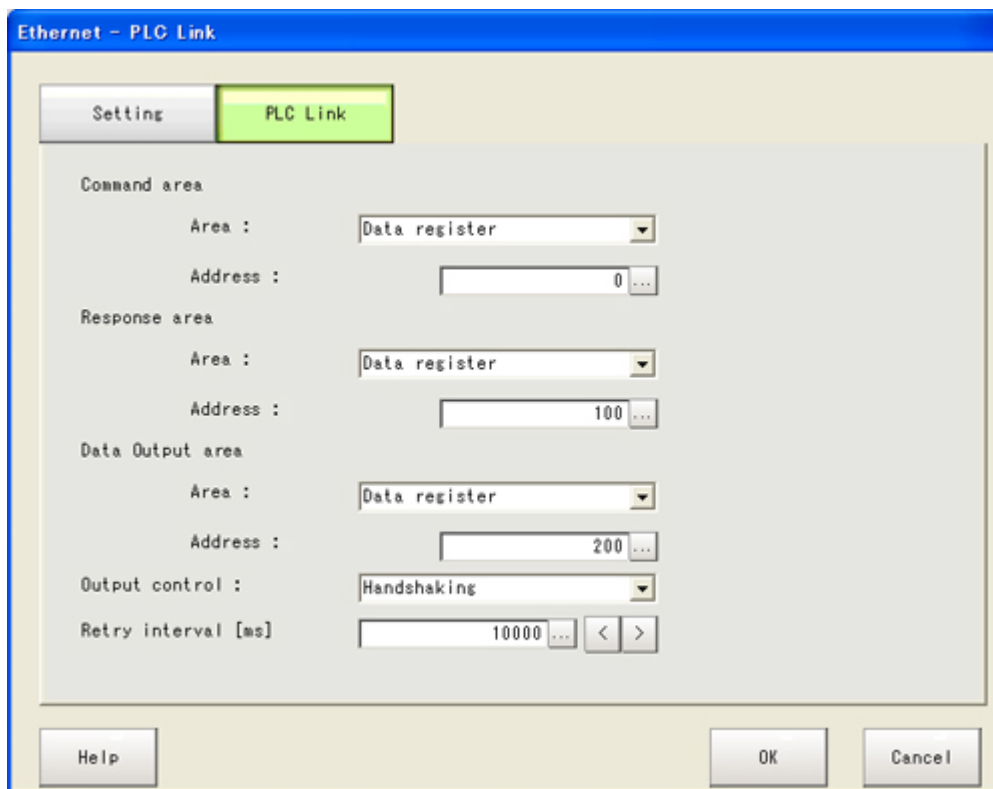 Ethernet - PLC Link
Setting PLC Link
Command area
Area : Data register
Address : 0 ...
Response area
Area : Data register
Address : 100 ...
Data Output area
Area : Data register
Address : 200 ...
Output control : Handshaking
Retry interval [ms] 10000 ... < >
Help OK Cancel